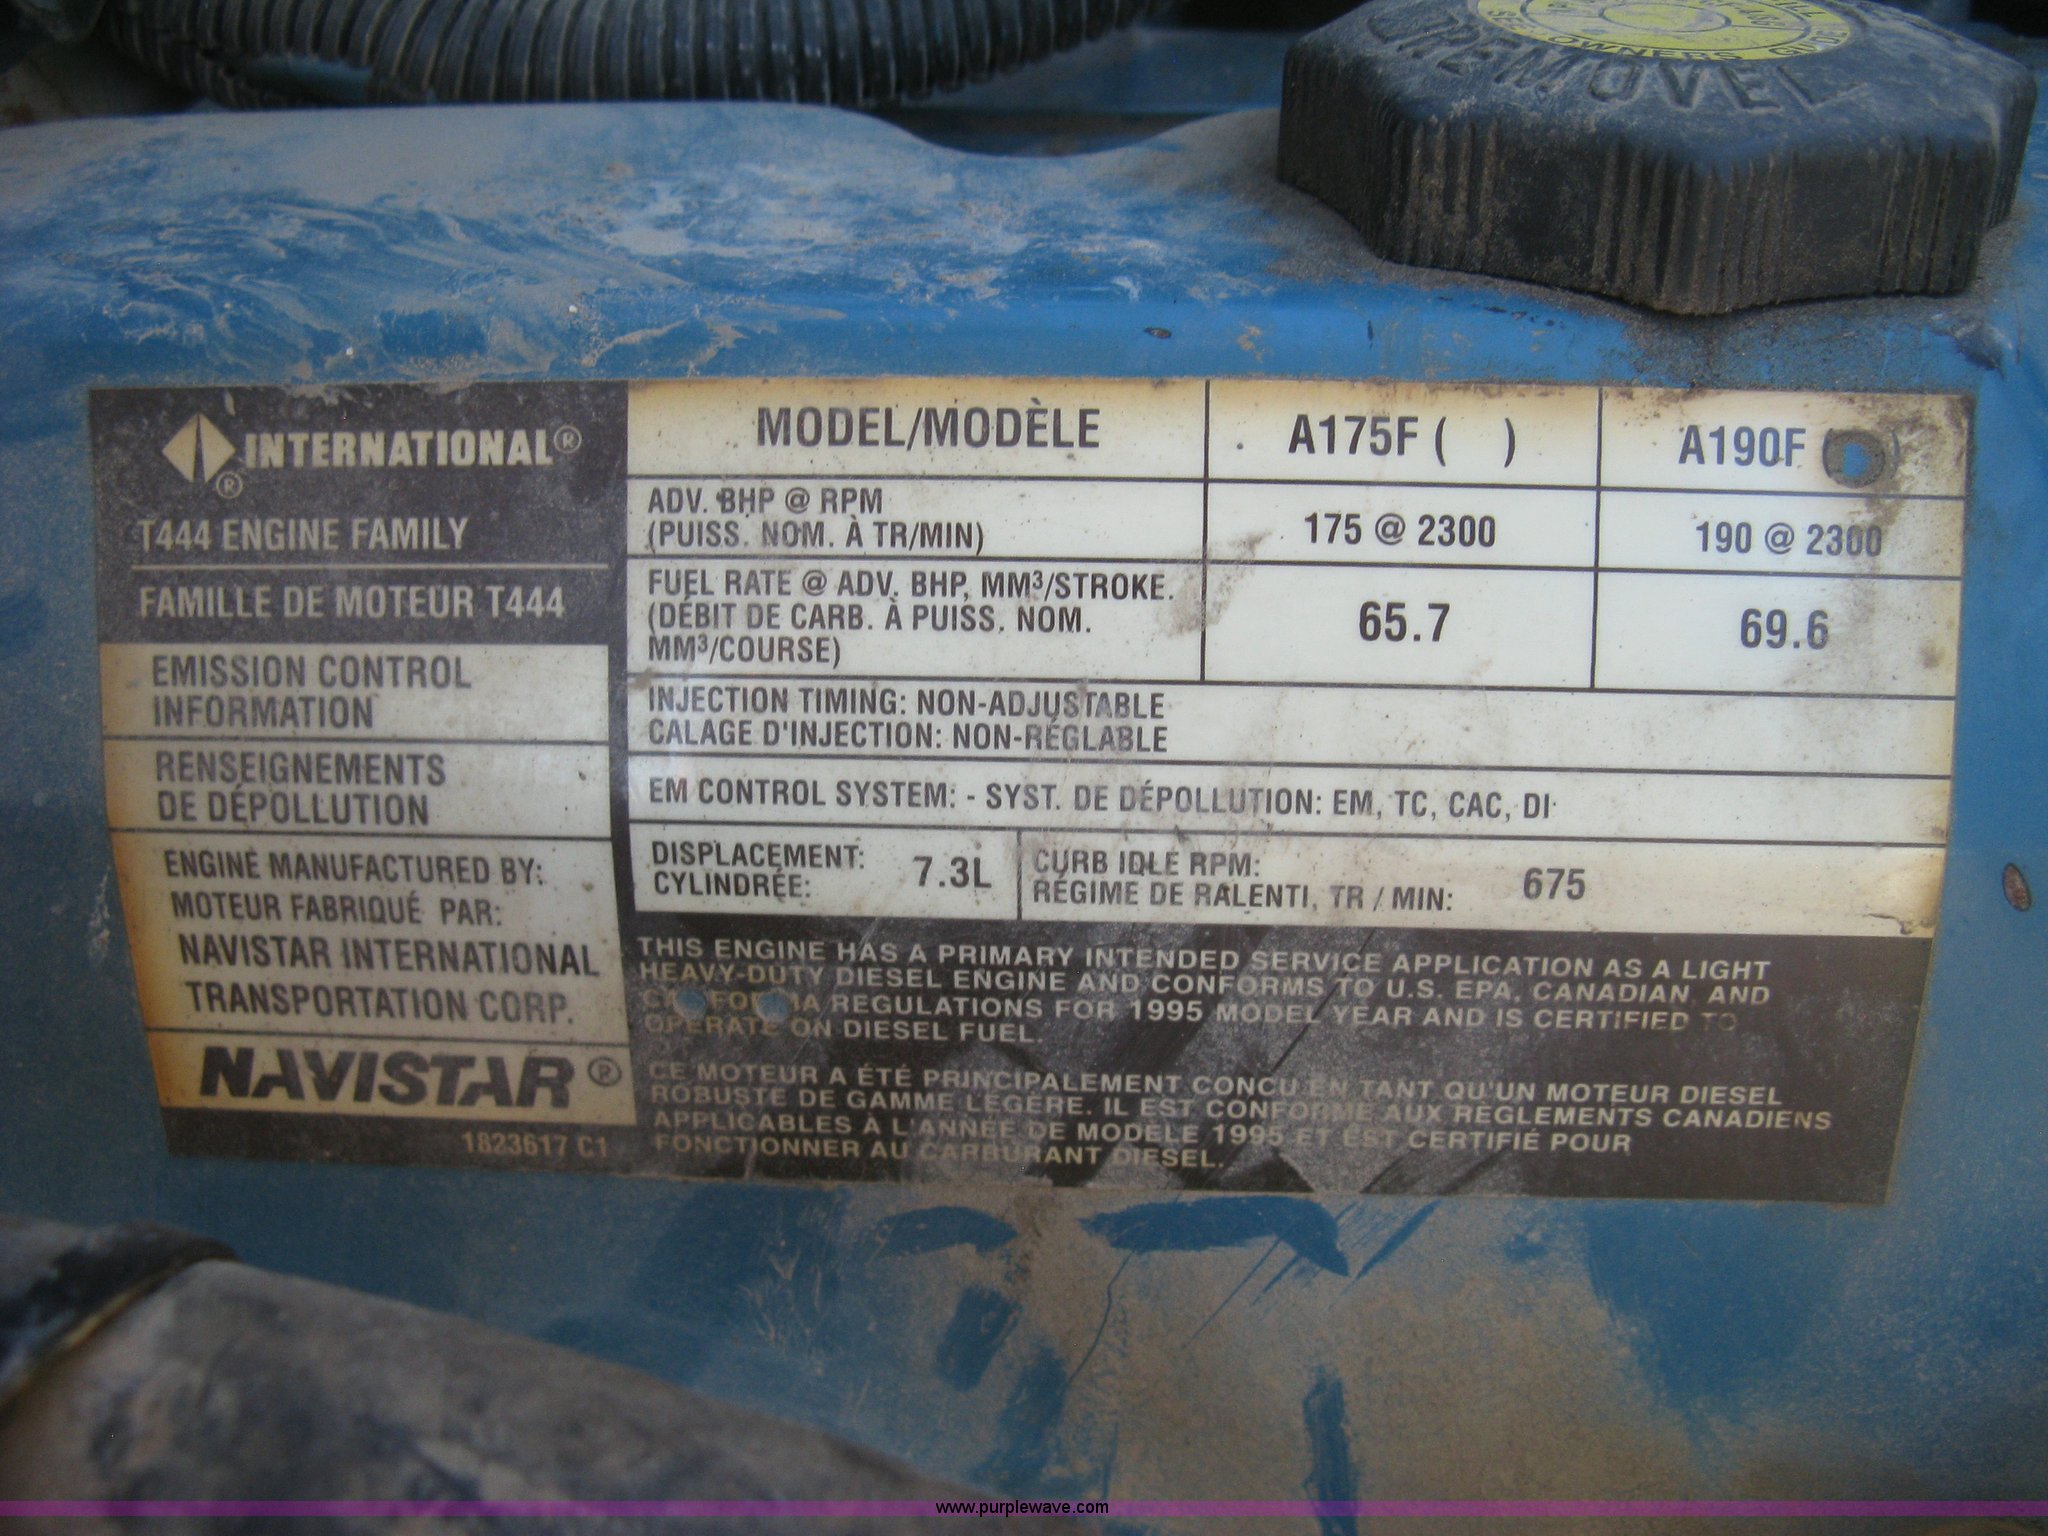 REMOVE
OWNERS GUIDE
INTERNATIONAL®
®
T444 ENGINE FAMILY
FAMILLE DE MOTEUR T444
EMISSION CONTROL
INFORMATION
RENSEIGNEMENTS
DE DÉPOLLUTION
ENGINE MANUFACTURED BY:
MOTEUR FABRIQUÉ PAR:
NAVISTAR INTERNATIONAL
TRANSPORTATION CORP.
NAVISTAR®
1823617 C1
MODEL/MODÈLE A175F ( ) A190F ( )
ADV. BHP @ RPM
(PUISS. NOM. À TR/MIN) 175 @ 2300 190 @ 2300
FUEL RATE @ ADV. BHP, MM³/STROKE.
(DÉBIT DE CARB. À PUISS. NOM.
MM³/COURSE) 65.7 69.6
INJECTION TIMING: NON-ADJUSTABLE
CALAGE D'INJECTION: NON-RÉGLABLE
EM CONTROL SYSTEM: - SYST. DE DÉPOLLUTION: EM, TC, CAC, DI
DISPLACEMENT:
CYLINDRÉE: 7.3L
CURB IDLE RPM:
RÉGIME DE RALENTI, TR / MIN: 675
THIS ENGINE HAS A PRIMARY INTENDED SERVICE APPLICATION AS A LIGHT
HEAVY-DUTY DIESEL ENGINE AND CONFORMS TO U.S. EPA, CANADIAN AND
CALIFORNIA REGULATIONS FOR 1995 MODEL YEAR AND IS CERTIFIED TO
OPERATE ON DIESEL FUEL.
CE MOTEUR A ÉTÉ PRINCIPALEMENT CONCU EN TANT QU'UN MOTEUR DIESEL
ROBUSTE DE GAMME LÉGÈRE. IL EST CONFORME AUX RÈGLEMENTS CANADIENS
APPLICABLES À L'ANNÉE DE MODÈLE 1995 ET EST CERTIFIÉ POUR
FONCTIONNER AU CARBURANT DIESEL.
www.purplewave.com